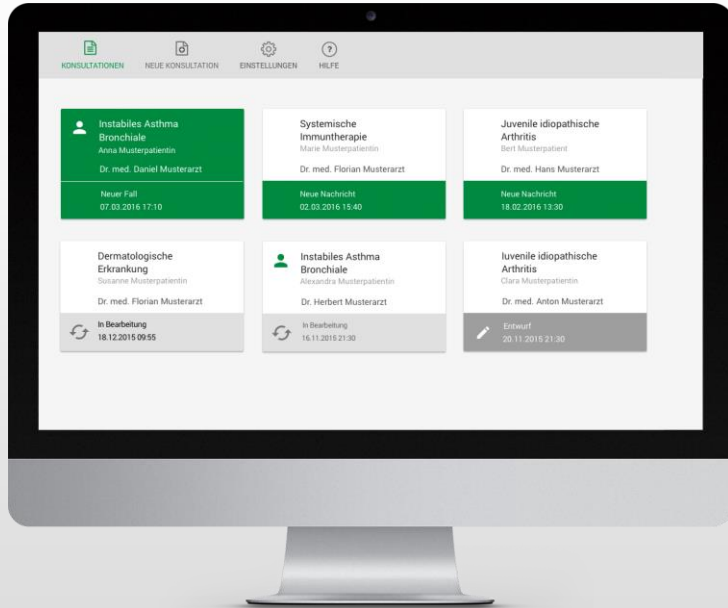 KONSULTATIONEN
NEUE KONSULTATION
EINSTELLUNGEN
?
HILFE
Instabiles Asthma
Bronchiale
Anna Musterpatientin
Dr. med. Daniel Musterarzt
Neuer Fall
07.03.2016 17:10
Systemische
Immuntherapie
Marie Musterpatientin
Dr. med. Florian Musterarzt
Neue Nachricht
02.03.2016 15:40
Juvenile idiopathische
Arthritis
Bert Musterpatient
Dr. med. Hans Musterarzt
Neue Nachricht
18.02.2016 13:30
Dermatologische
Erkrankung
Susanne Musterpatientin
Dr. med. Florian Musterarzt
In Bearbeitung
18.12.2015 09:55
Instabiles Asthma
Bronchiale
Alexandra Musterpatientin
Dr. Herbert Musterarzt
In Bearbeitung
16.11.2015 21:30
Iuvenile idiopathische
Arthritis
Clara Musterpatientin
Dr. med. Anton Musterarzt
Entwurf
20.11.2015 21:30